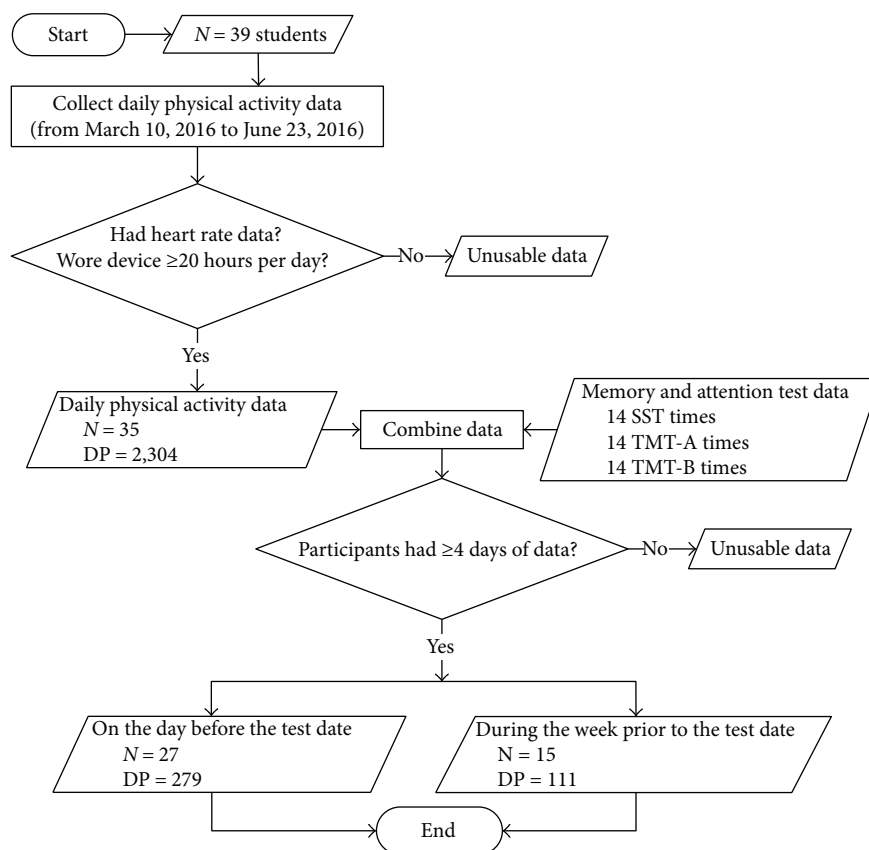 Start
N = 39 students
Collect daily physical activity data
(from March 10, 2016 to June 23, 2016)
Had heart rate data?
Wore device ≥20 hours per day?
No
Unusable data
Yes
Daily physical activity data
N = 35
DP = 2,304
Combine data
Memory and attention test data
14 SST times
14 TMT-A times
14 TMT-B times
Participants had ≥4 days of data?
No
Unusable data
Yes
On the day before the test date
N = 27
DP = 279
During the week prior to the test date
N = 15
DP = 111
End